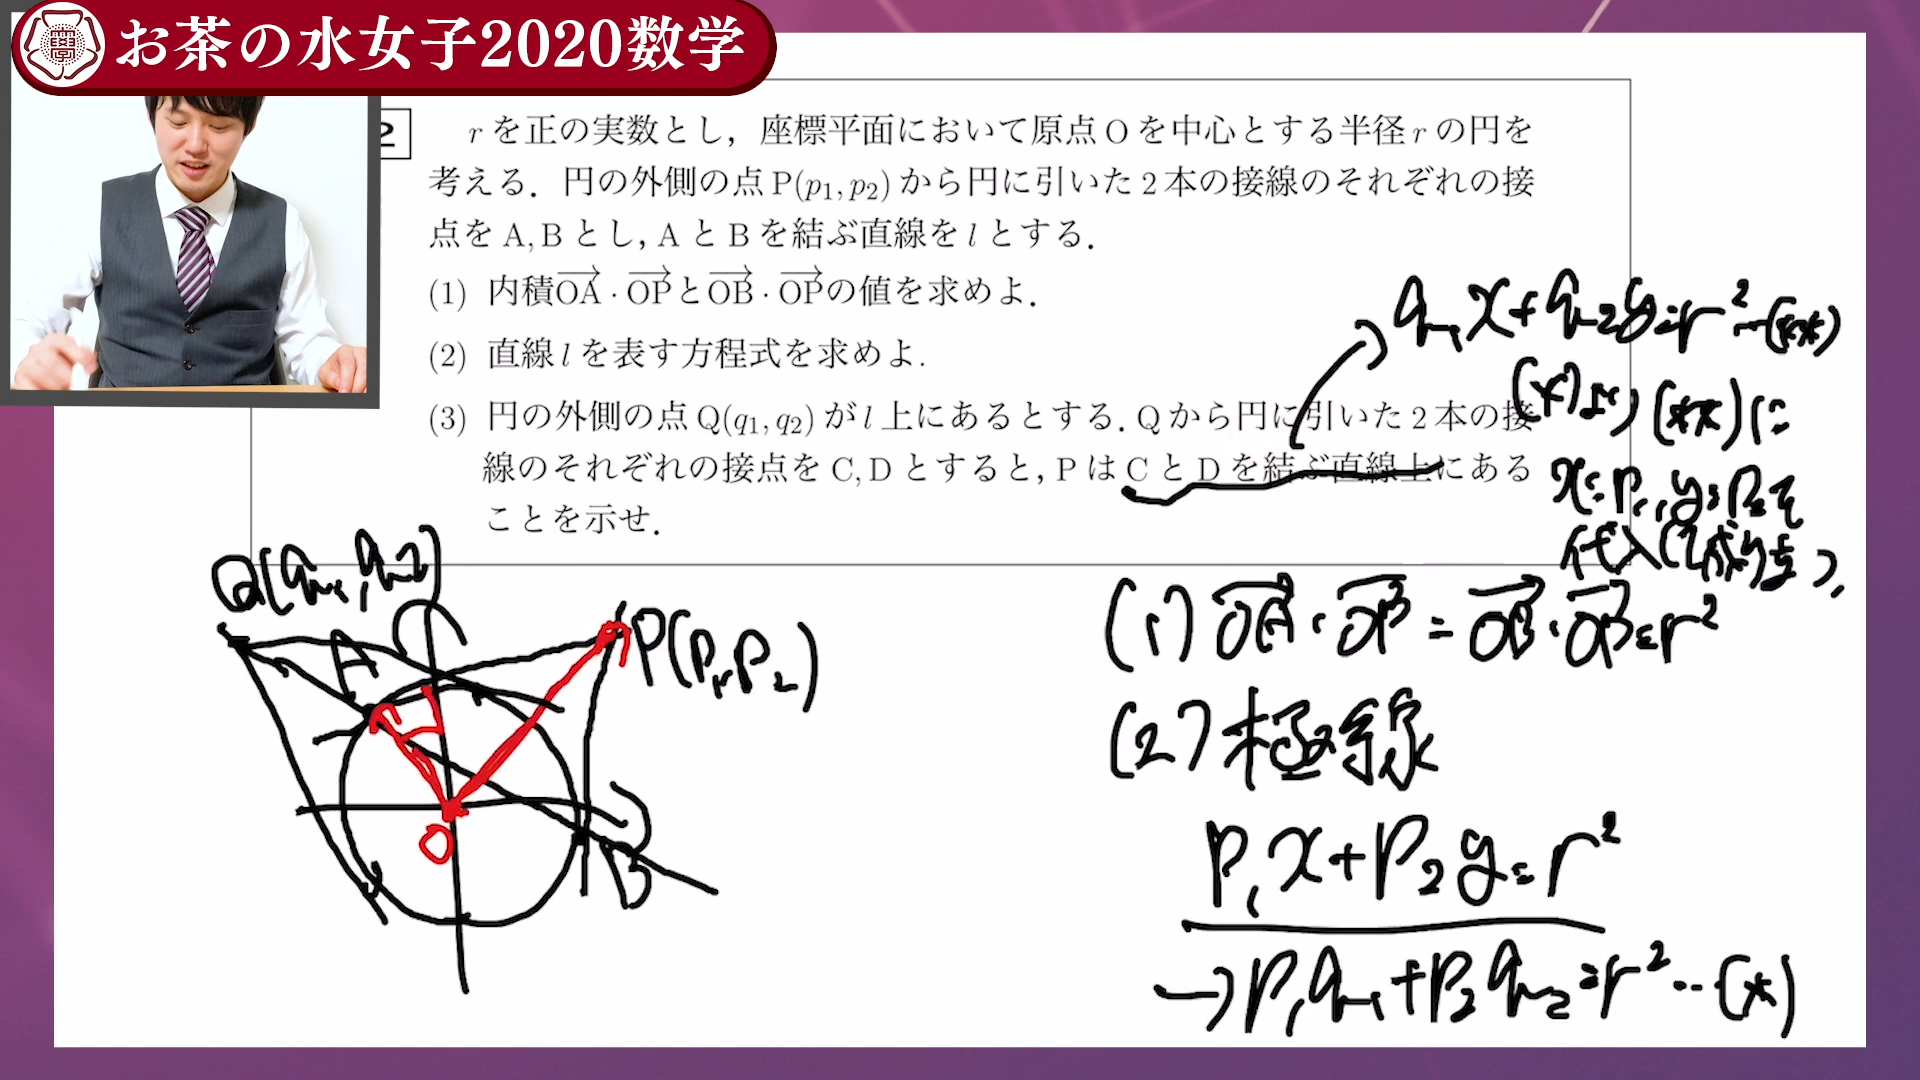 お茶の水女子2020数学
2
r を正の実数とし，座標平面において原点 O を中心とする半径 r の円を
考える．円の外側の点 P(p₁, p₂) から円に引いた 2 本の接線のそれぞれの接
点を A, B とし, A と B を結ぶ直線を l とする．
(1) 内積 \overrightarrow{OA} · \overrightarrow{OP} と \overrightarrow{OB} · \overrightarrow{OP} の値を求めよ．
(2) 直線 l を表す方程式を求めよ．
(3) 円の外側の点 Q(q₁, q₂) が l 上にあるとする．Q から円に引いた 2 本の接
線のそれぞれの接点を C, D とすると, P は C と D を結ぶ直線上にある
ことを示せ．
q₁x+q₂y=r² …(**)
(*)より (**)に
x=p₁, y=p₂を
代入して成り立つ。
Q(q₁, q₂)
A
P(p₁, p₂)
O
B
(1) \overrightarrow{OA} · \overrightarrow{OP} = \overrightarrow{OB} · \overrightarrow{OP} = r²
(2) 極線
p₁x+p₂y=r²
→ p₁q₁+p₂q₂=r² …(*)